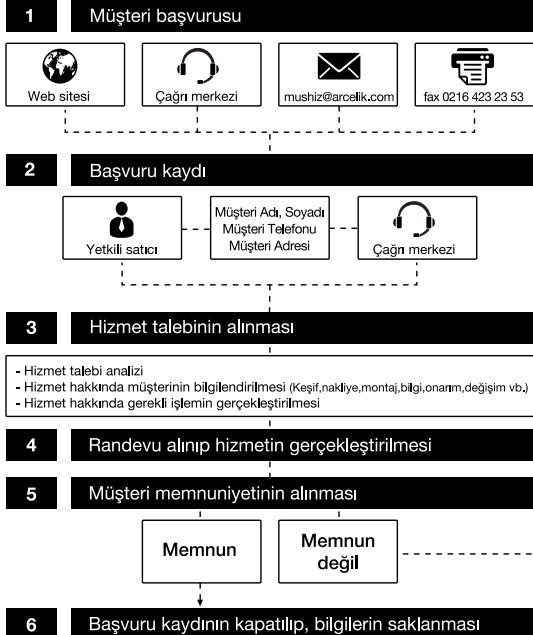 1 Müşteri başvurusu
Web sitesi
Çağrı merkezi
mushiz@arcelik.com
fax 0216 423 23 53
2 Başvuru kaydı
Yetkili satıcı
Müşteri Adı, Soyadı
Müşteri Telefonu
Müşteri Adresi
Çağrı merkezi
3 Hizmet talebinin alınması
- Hizmet talebi analizi
- Hizmet hakkında müşterinin bilgilendirilmesi (Keşif,nakliye,montaj,bilgi,onarım,değişim vb.)
- Hizmet hakkında gerekli işlemin gerçekleştirilmesi
4 Randevu alınıp hizmetin gerçekleştirilmesi
5 Müşteri memnuniyetinin alınması
Memnun
Memnun
değil
6 Başvuru kaydının kapatılıp, bilgilerin saklanması